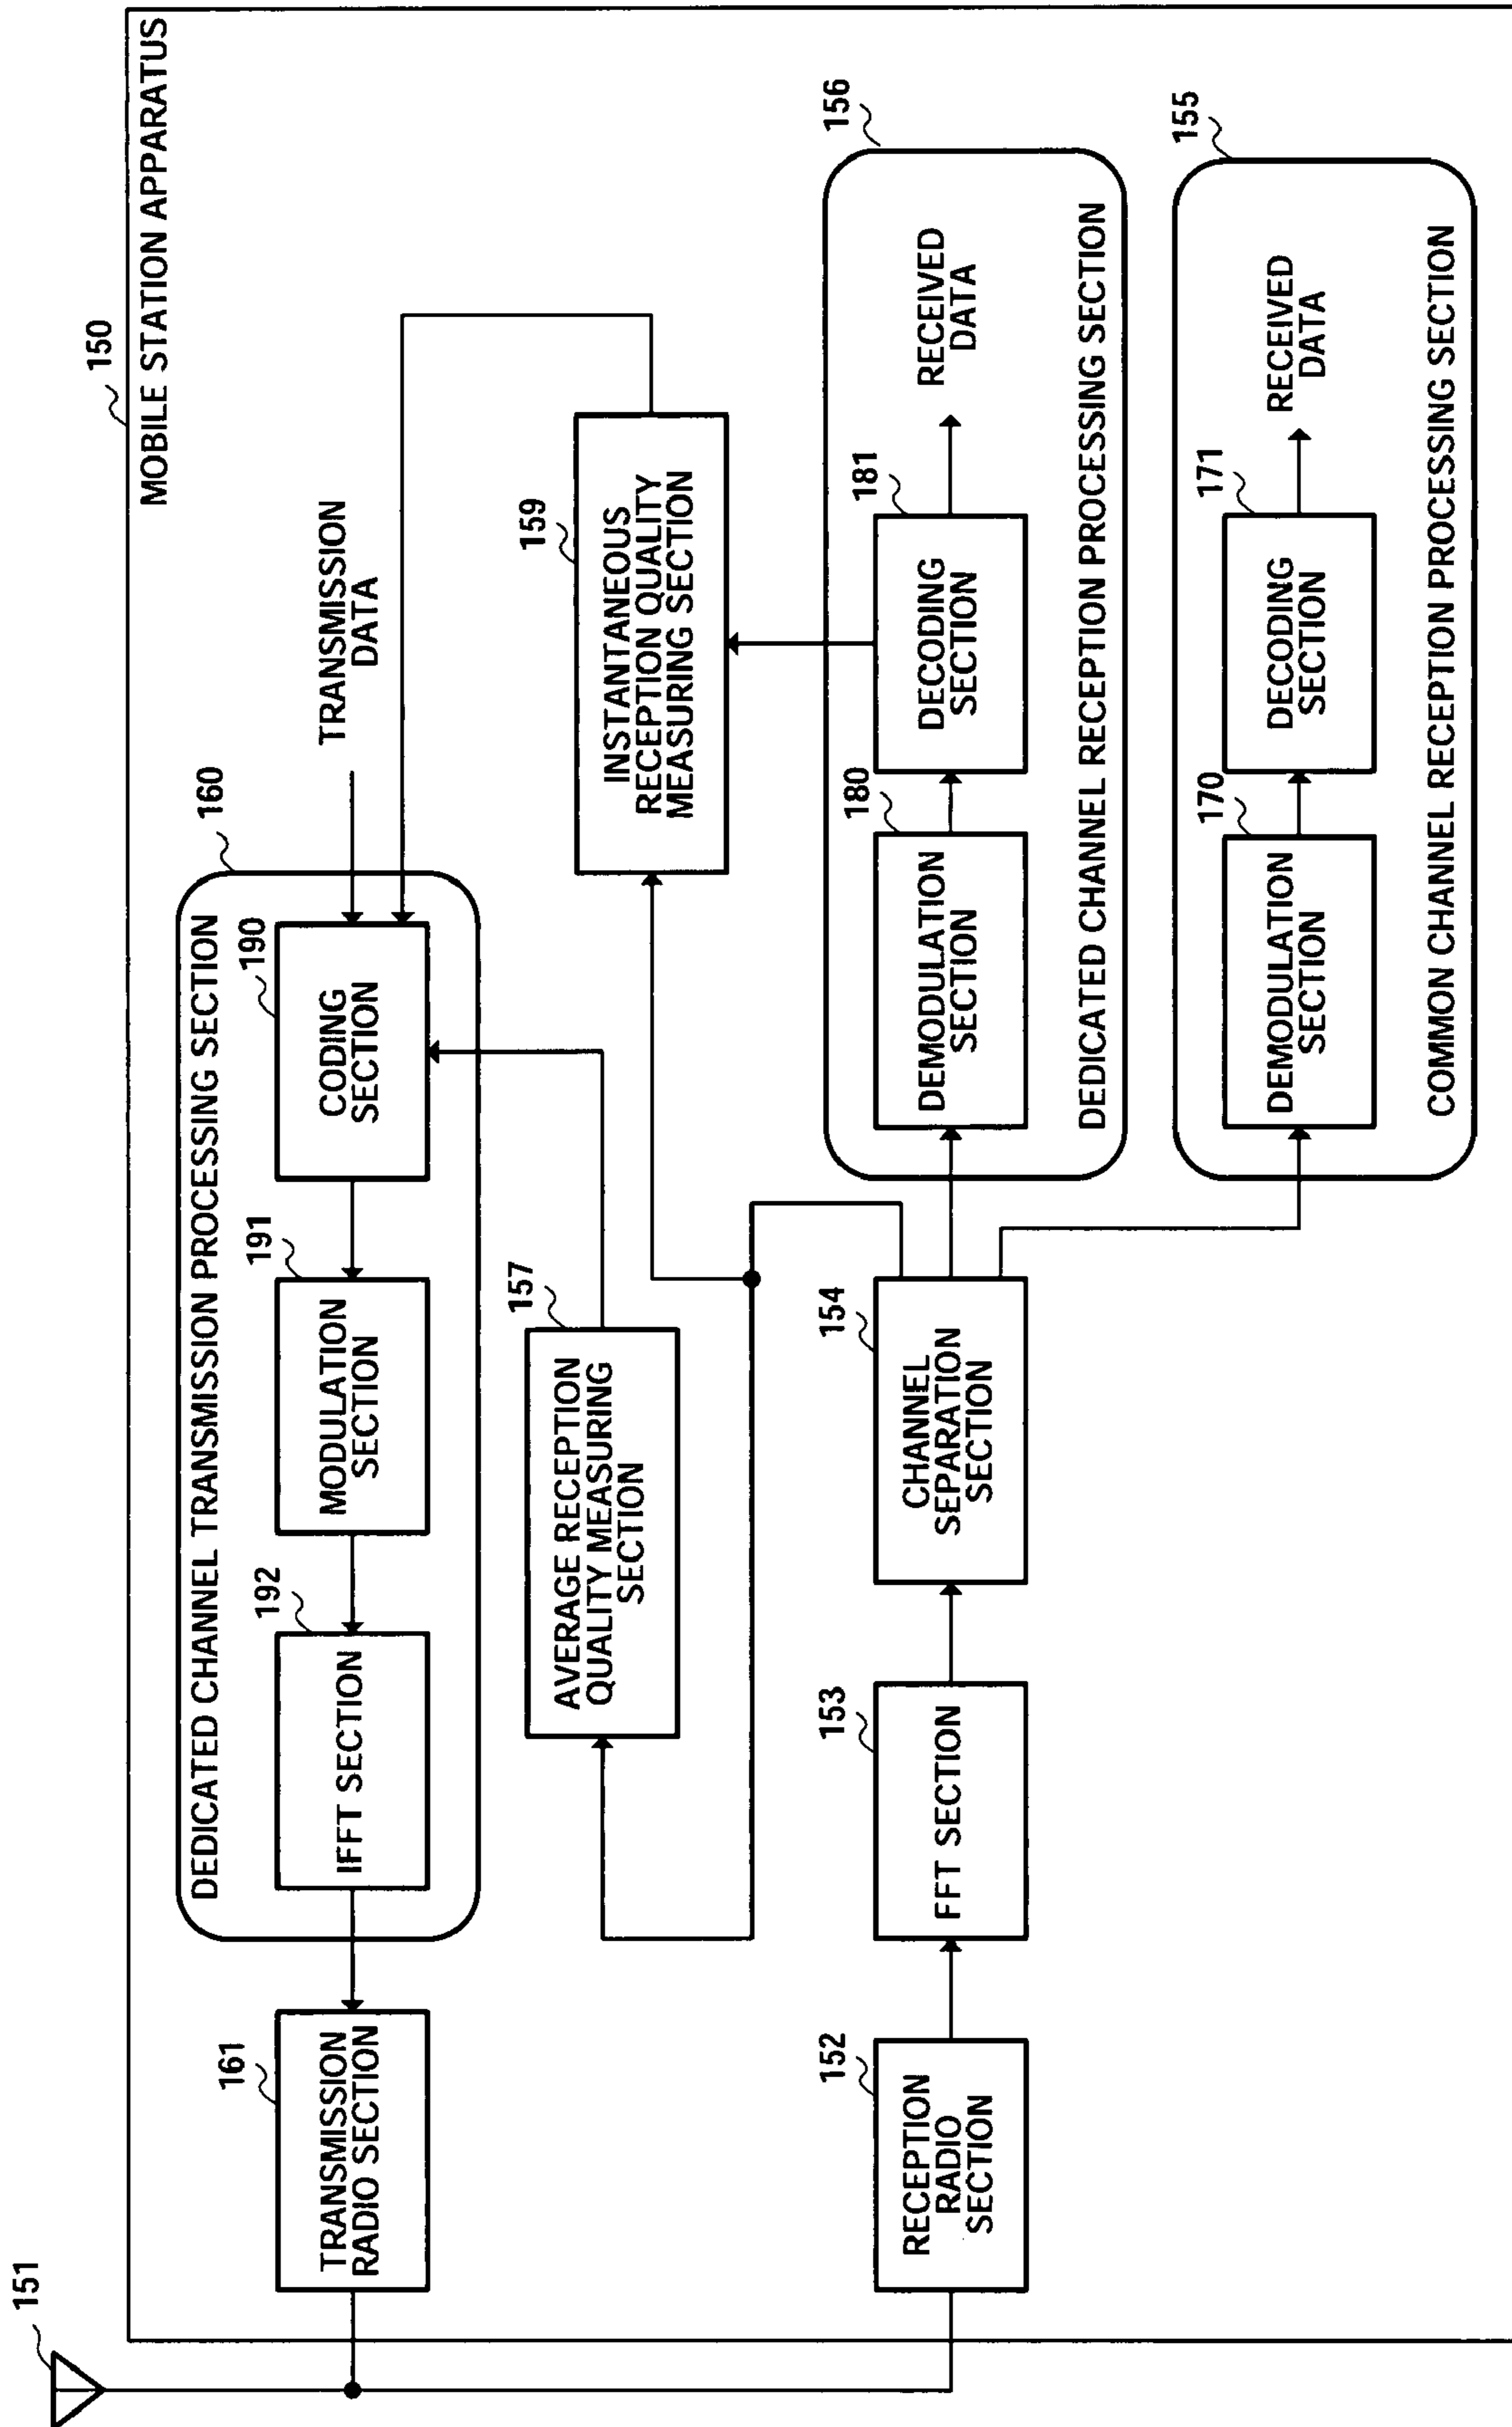 150
MOBILE STATION APPARATUS
151
160
DEDICATED CHANNEL TRANSMISSION PROCESSING SECTION
161
TRANSMISSION
RADIO SECTION
192
IFFT SECTION
191
MODULATION
SECTION
190
CODING
SECTION
TRANSMISSION
DATA
157
AVERAGE RECEPTION
QUALITY MEASURING
SECTION
159
INSTANTANEOUS
RECEPTION QUALITY
MEASURING SECTION
152
RECEPTION
RADIO
SECTION
153
FFT SECTION
154
CHANNEL
SEPARATION
SECTION
156
180
DEMODULATION
SECTION
181
DECODING
SECTION
RECEIVED
DATA
DEDICATED CHANNEL RECEPTION PROCESSING SECTION
155
170
DEMODULATION
SECTION
171
DECODING
SECTION
RECEIVED
DATA
COMMON CHANNEL RECEPTION PROCESSING SECTION